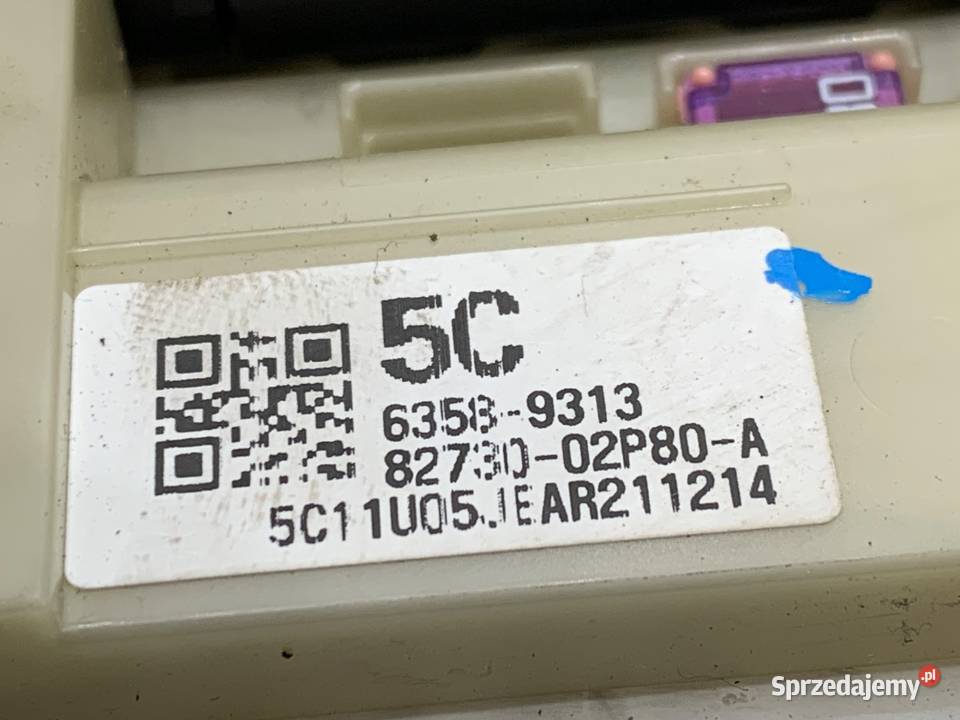 5C
6358-9313
82730-02P80-A
5C11U05JEAR211214
Sprzedajemy.pl